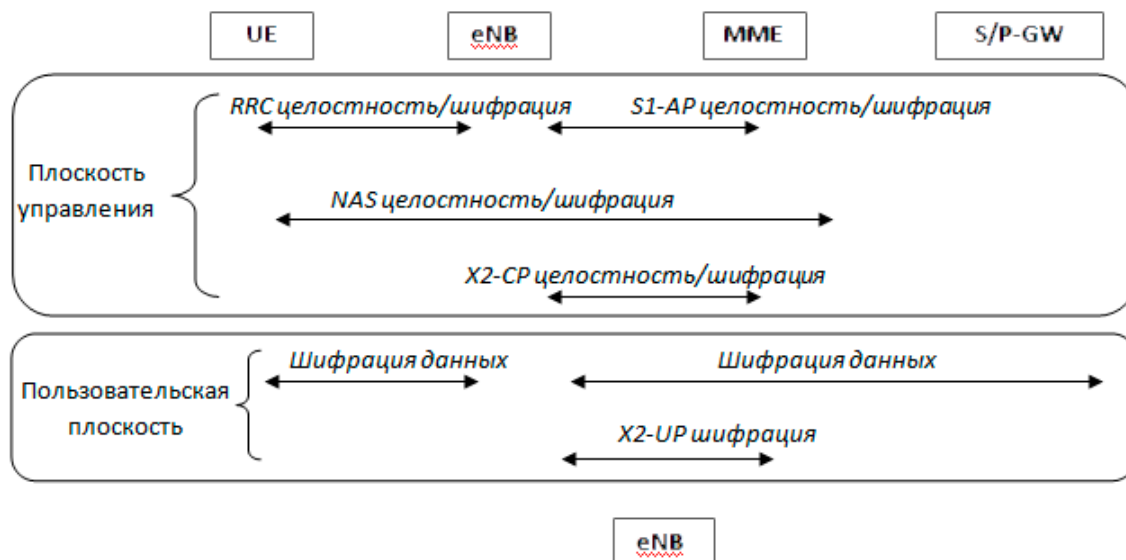 UE eNB MME S/P-GW
RRC целостность/шифрация S1-AP целостность/шифрация
Плоскость
управления
NAS целостность/шифрация
X2-CP целостность/шифрация
Шифрация данных Шифрация данных
Пользовательская
плоскость
X2-UP шифрация
eNB